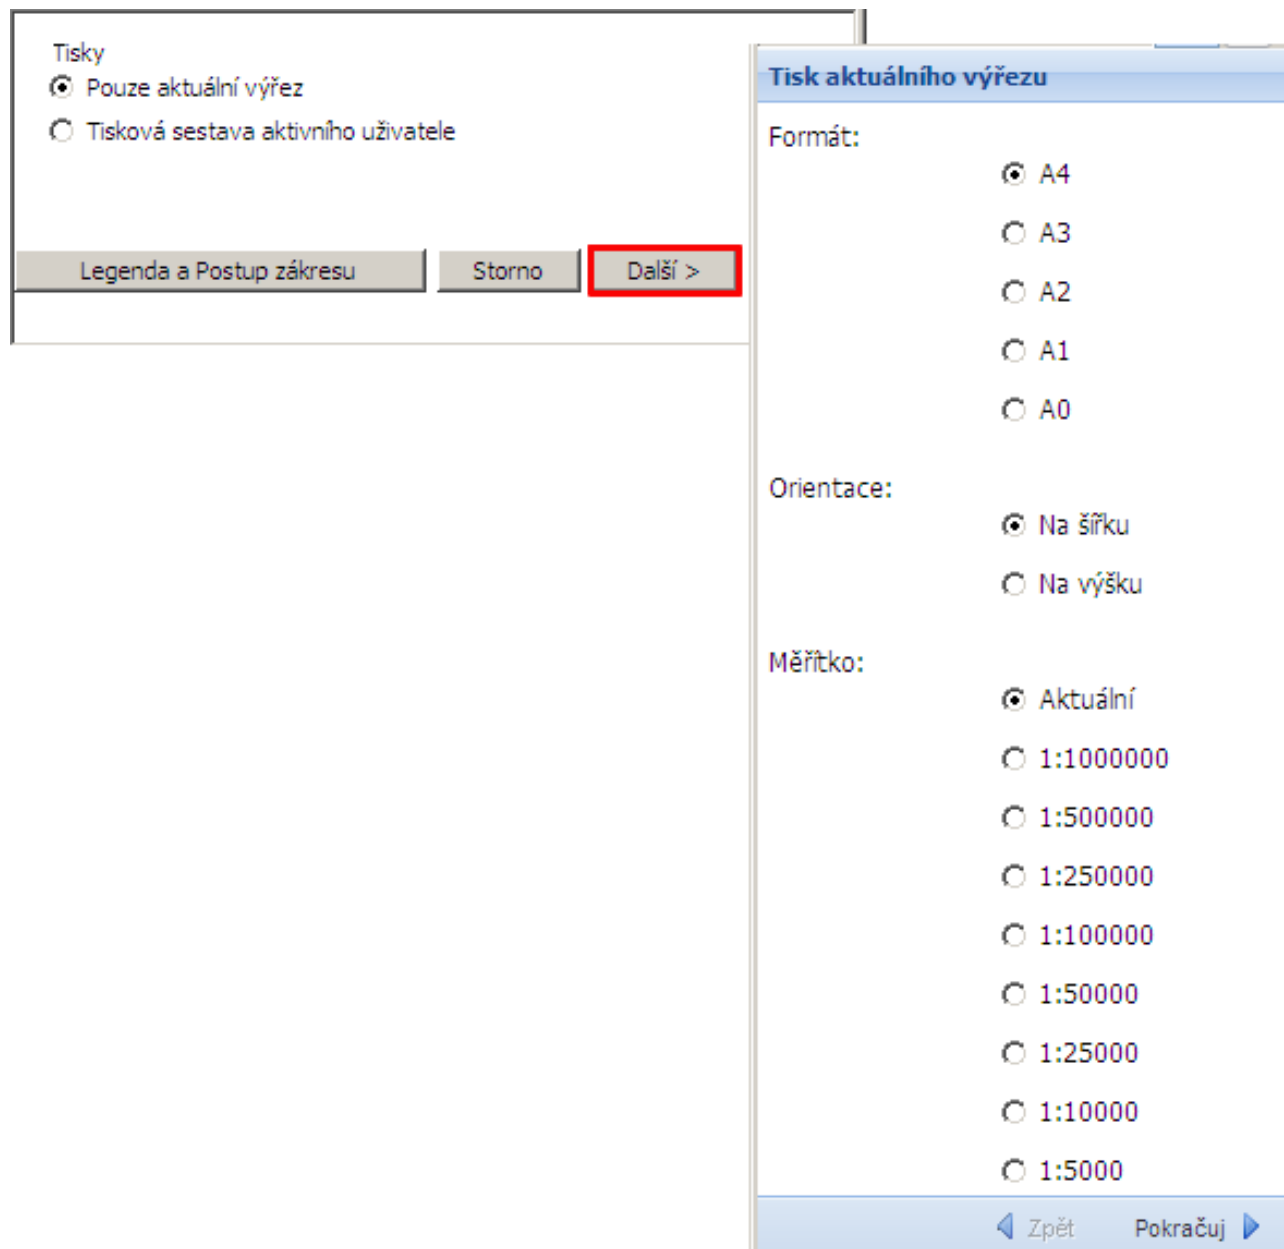 Tisky
Pouze aktuální výřez
Tisková sestava aktivního uživatele
Legenda a Postup zákresu
Storno
Další >
Tisk aktuálního výřezu
Formát:
A4
A3
A2
A1
A0
Orientace:
Na šířku
Na výšku
Měřítko:
Aktuální
1:1000000
1:500000
1:250000
1:100000
1:50000
1:25000
1:10000
1:5000
Zpět
Pokračuj